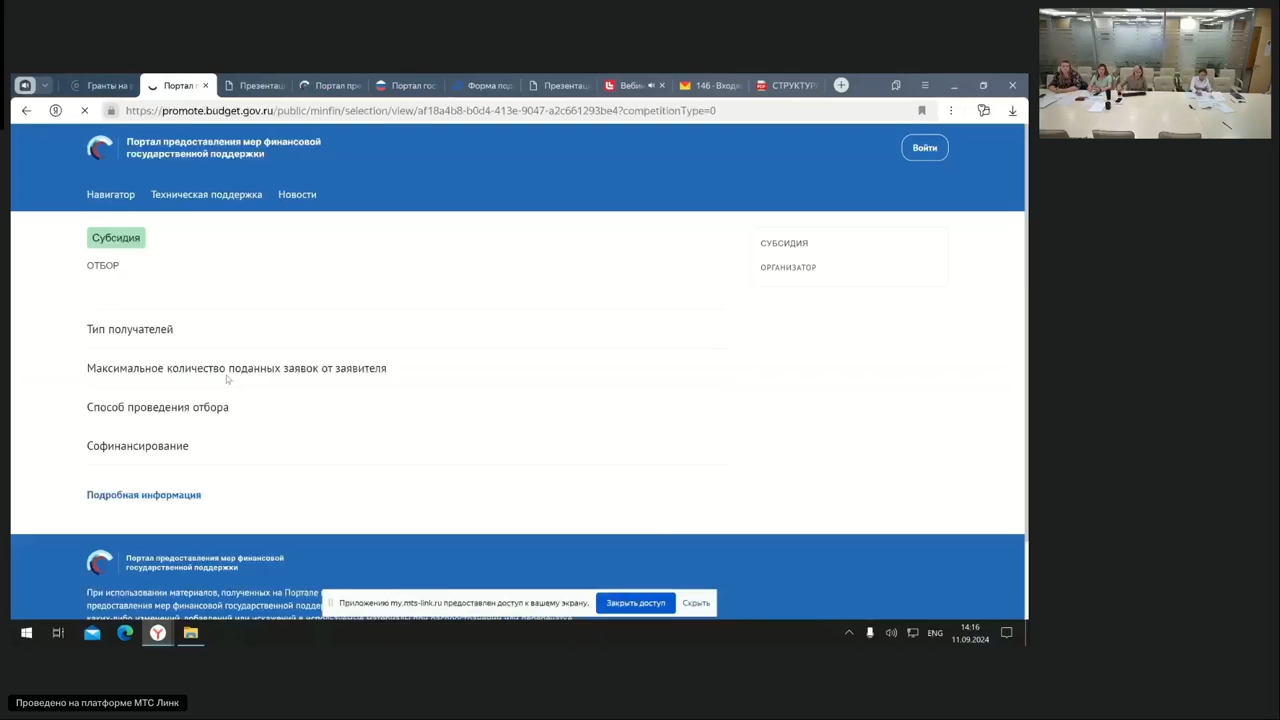 Гранты на р
Портал п
Презентац
Портал пре
Портал гос
Форма под
Презентац
Веби
146 · Входя
СТРУКТУР
https://promote.budget.gov.ru/public/minfin/selection/view/af18a4b8-b0d4-413e-9047-a2c661293be4?competitionType=0
Портал предоставления мер финансовой
государственной поддержки
Войти
Навигатор
Техническая поддержка
Новости
Субсидия
ОТБОР
СУБСИДИЯ
ОРГАНИЗАТОР
Тип получателей
Максимальное количество поданных заявок от заявителя
Способ проведения отбора
Софинансирование
Подробная информация
Портал предоставления мер финансовой
государственной поддержки
При использовании материалов, полученных на Портале
предоставления мер финансовой государственной подде
Приложению my.mts-link.ru предоставлен доступ к вашему экрану.
Закрыть доступ
Скрыть
ENG
14:16
11.09.2024
Проведено на платформе МТС Линк